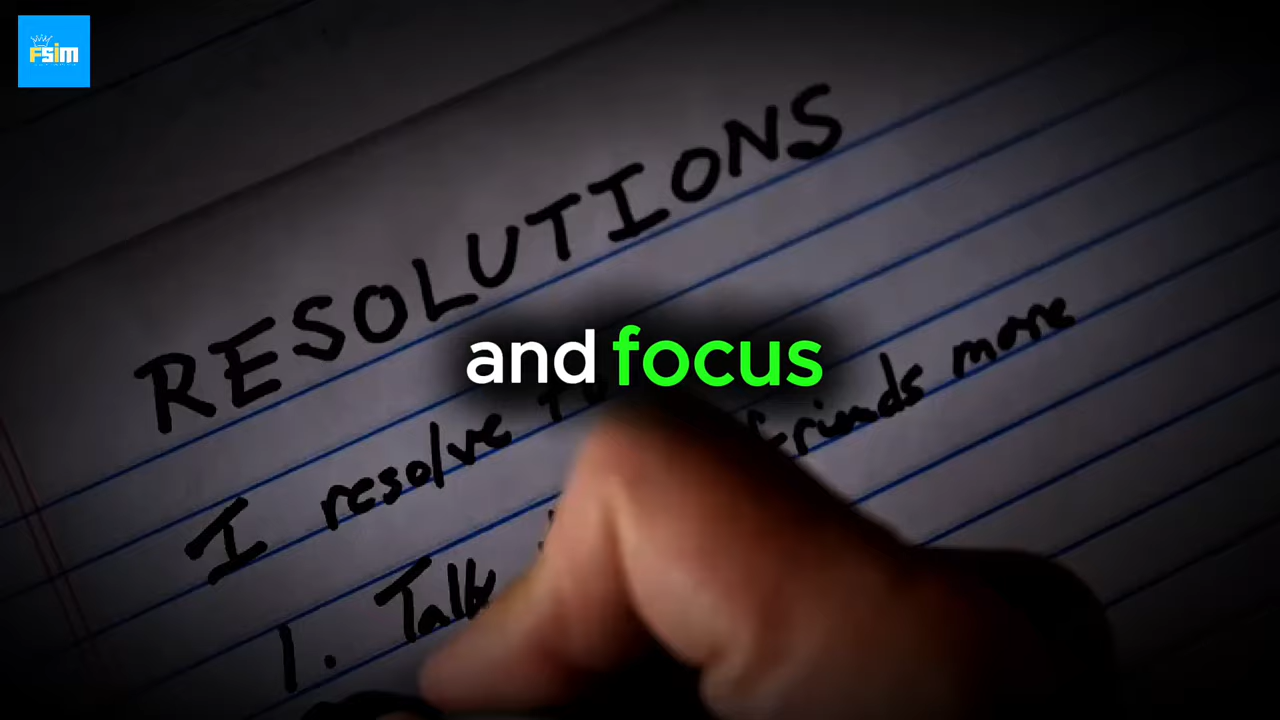 Fsim
RESOLUTIONS
and focus
I resolve friends more
1. Talk